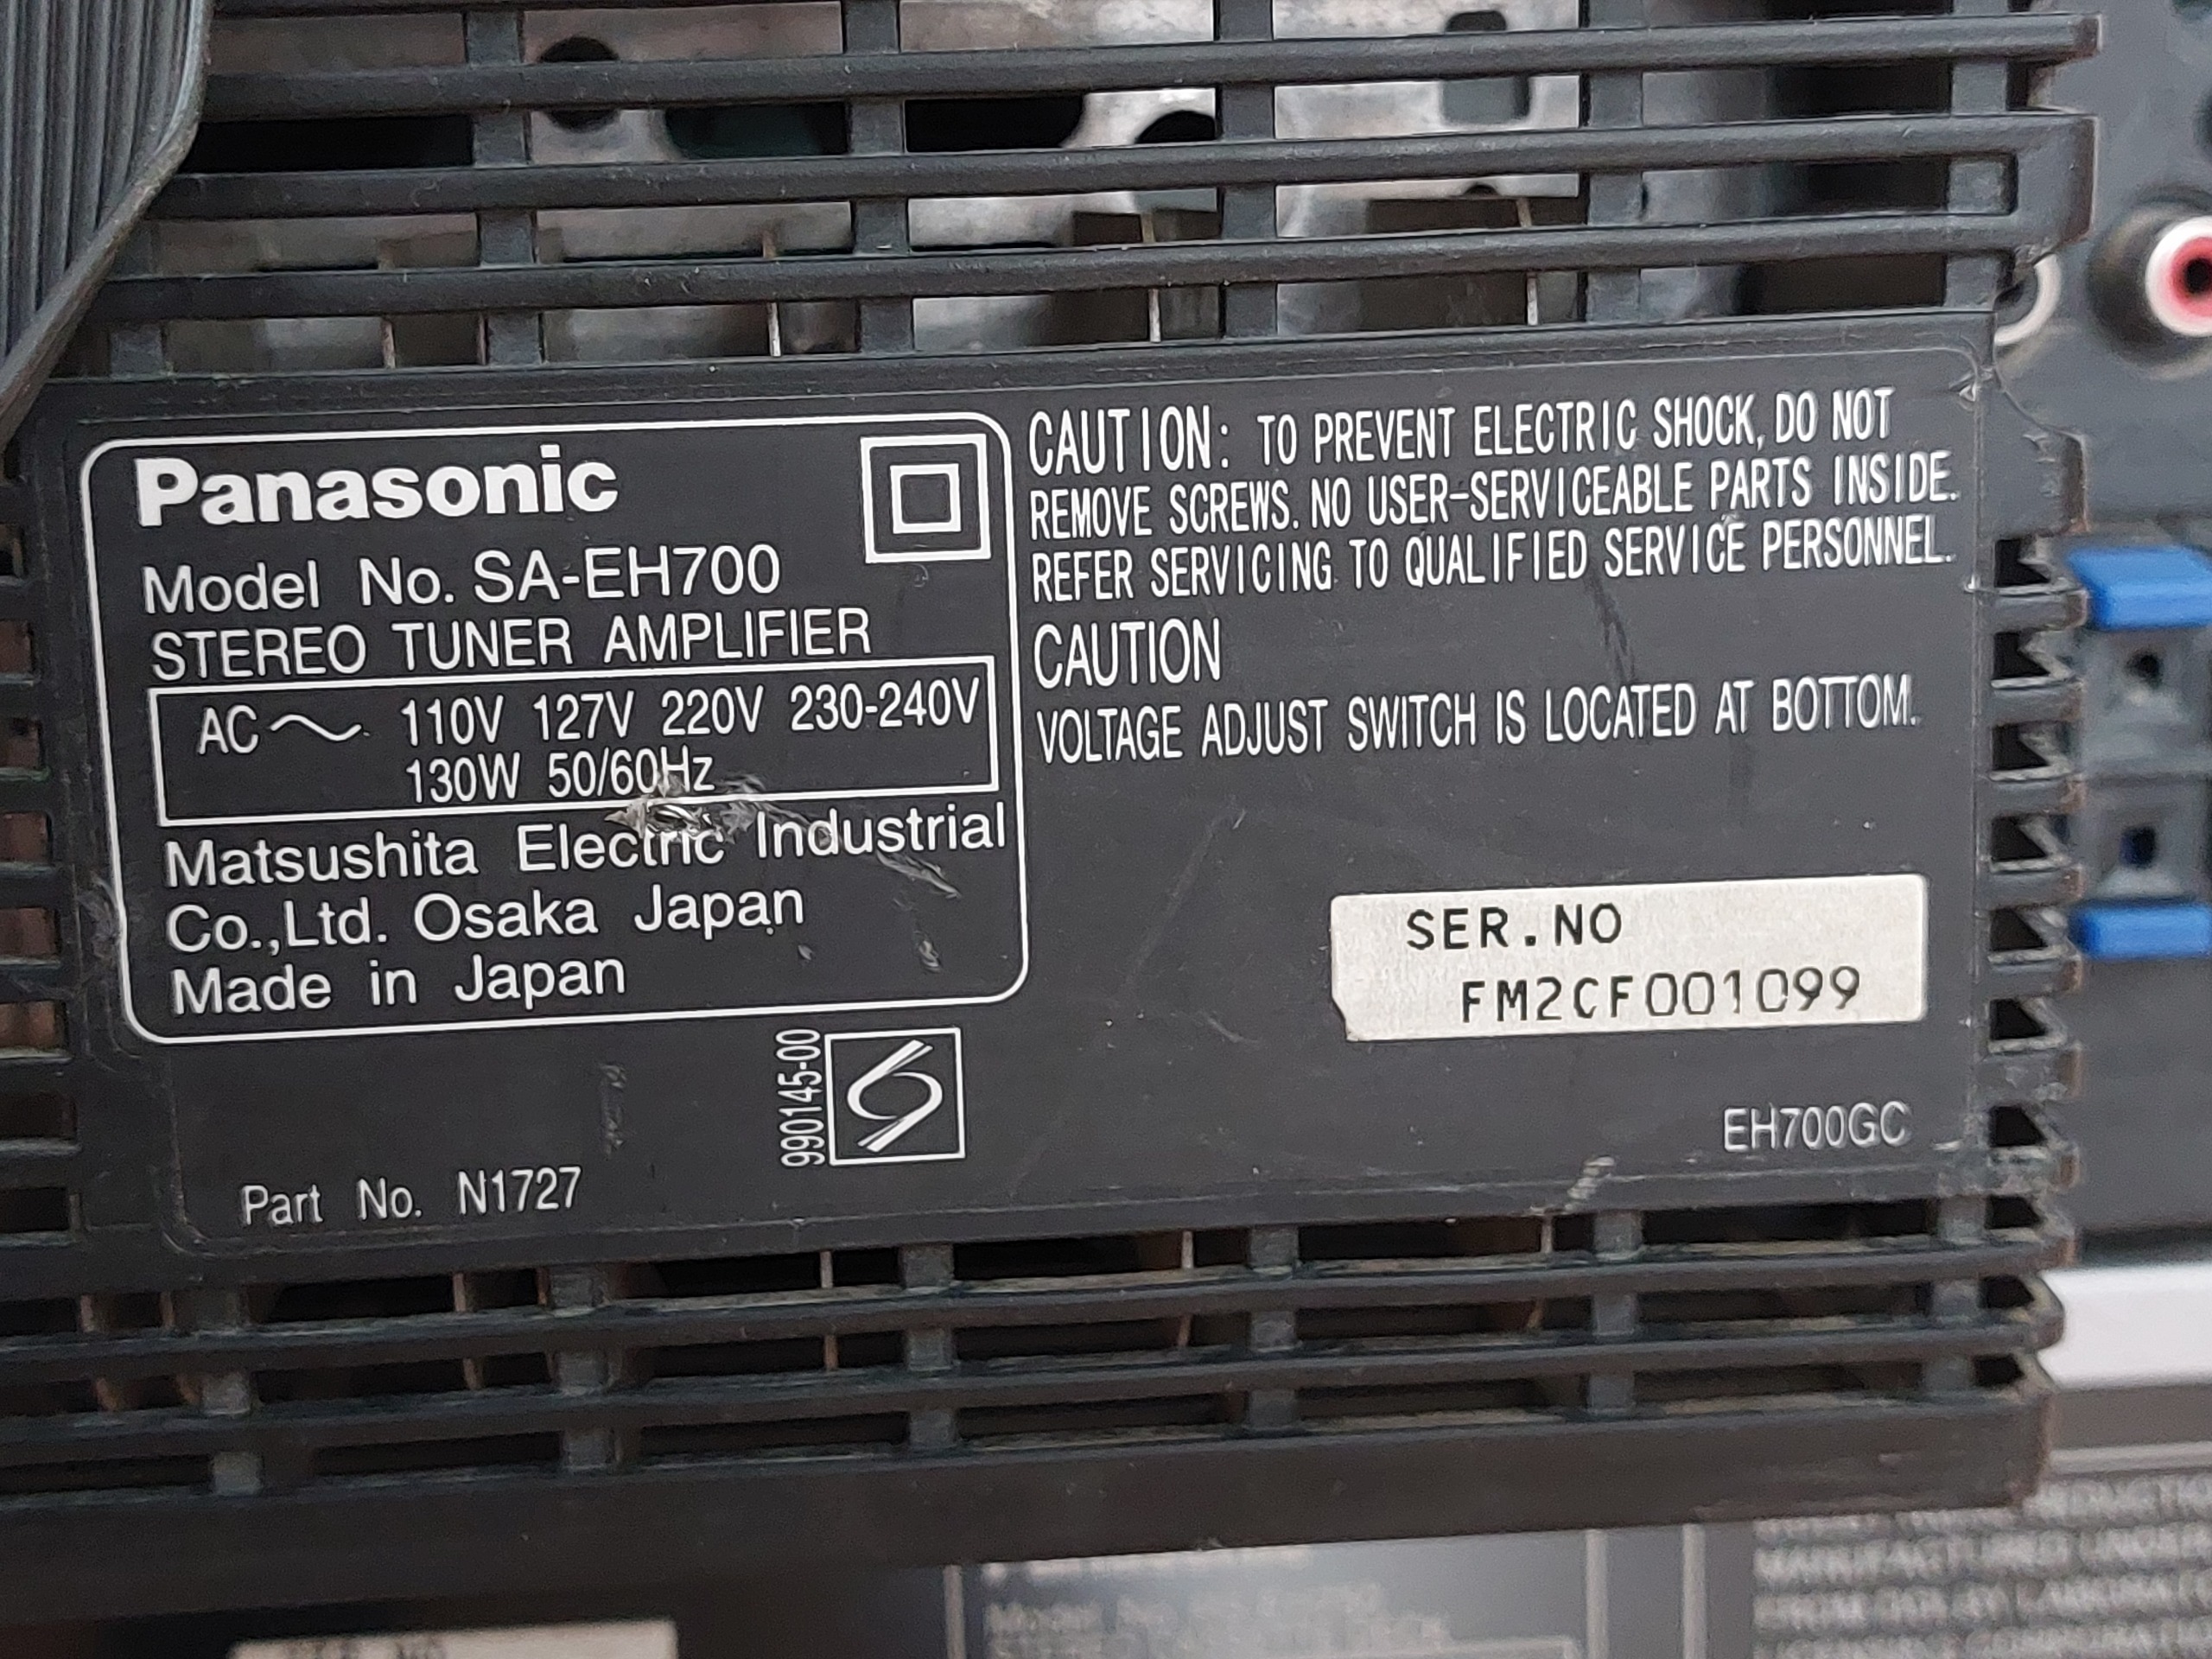 Panasonic
Model No. SA-EH700
STEREO TUNER AMPLIFIER
AC 110V 127V 220V 230-240V
130W 50/60Hz
Matsushita Electric Industrial
Co.,Ltd. Osaka Japan
Made in Japan
CAUTION: TO PREVENT ELECTRIC SHOCK, DO NOT
REMOVE SCREWS. NO USER-SERVICEABLE PARTS INSIDE.
REFER SERVICING TO QUALIFIED SERVICE PERSONNEL.
CAUTION
VOLTAGE ADJUST SWITCH IS LOCATED AT BOTTOM.
SER.NO
FM2CF001099
990145-00
EH700GC
Part No. N1727
MANUFACTURED UNDER